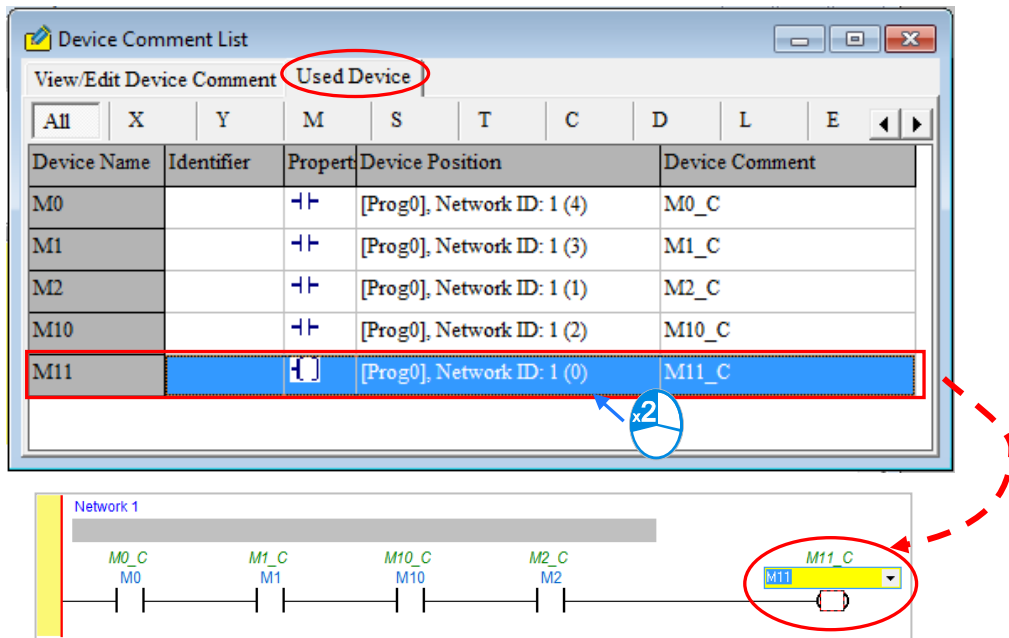 Device Comment List
View/Edit Device Comment Used Device
All X Y M S T C D L E
Device Name Identifier Propert Device Position Device Comment
M0 [Prog0], Network ID: 1 (4) M0_C
M1 [Prog0], Network ID: 1 (3) M1_C
M2 [Prog0], Network ID: 1 (1) M2_C
M10 [Prog0], Network ID: 1 (2) M10_C
M11 [Prog0], Network ID: 1 (0) M11_C
x2
Network 1
M0_C M1_C M10_C M2_C M11_C
M0 M1 M10 M2 M11